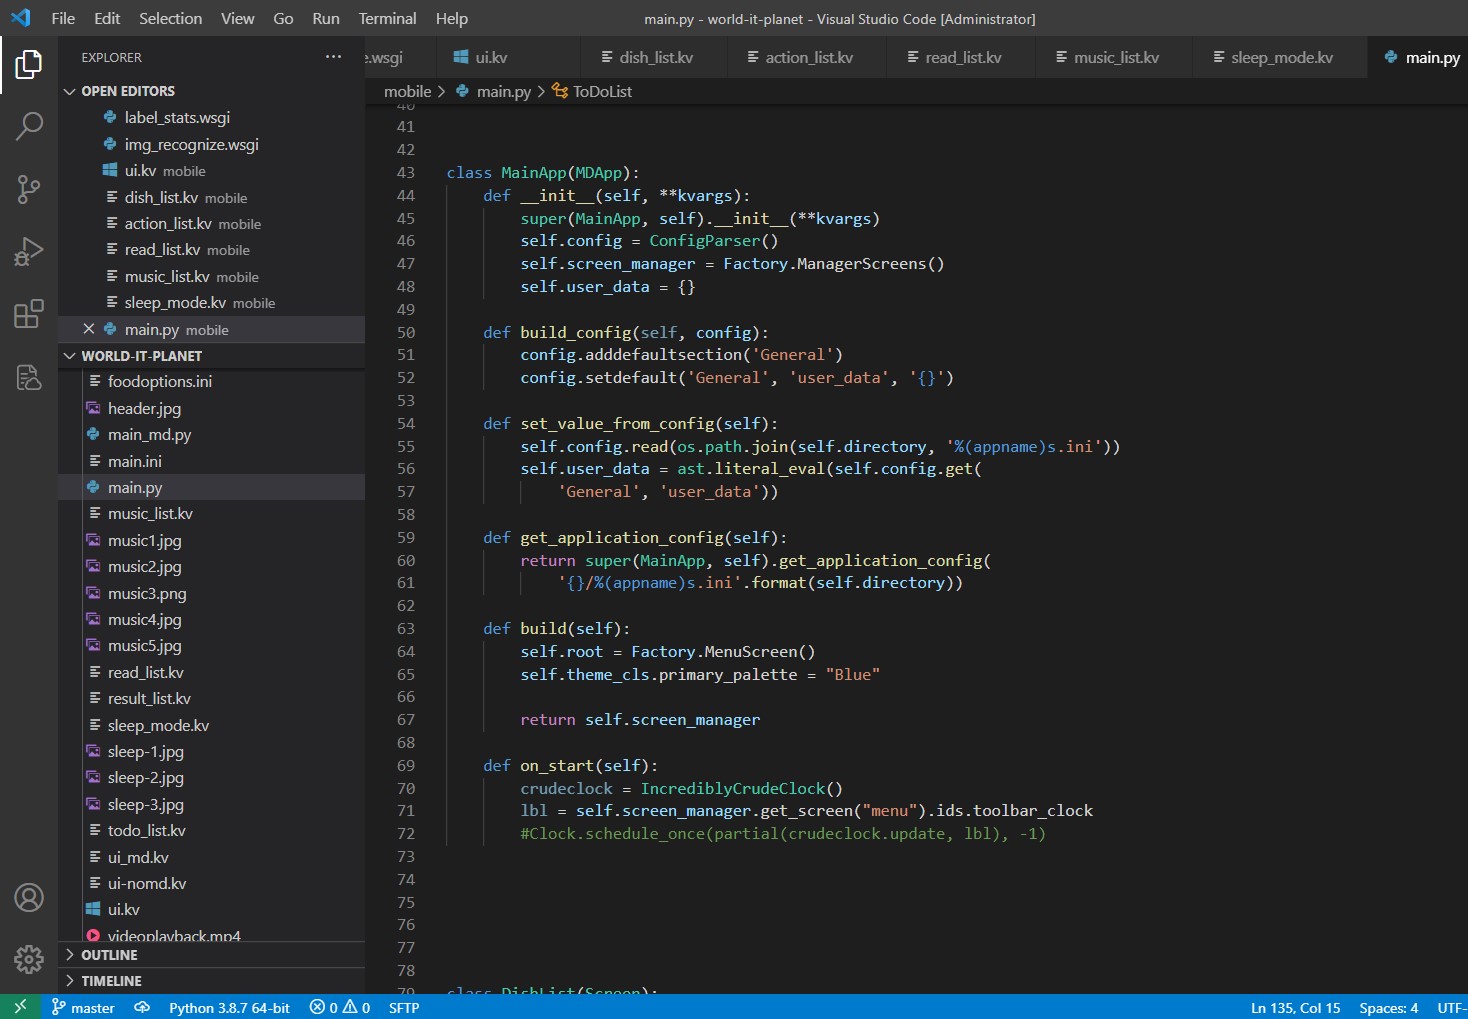 File Edit Selection View Go Run Terminal Help main.py - world-it-planet - Visual Studio Code [Administrator]
EXPLORER ···
OPEN EDITORS
label_stats.wsgi
img_recognize.wsgi
ui.kv mobile
dish_list.kv mobile
action_list.kv mobile
read_list.kv mobile
music_list.kv mobile
sleep_mode.kv mobile
main.py mobile
WORLD-IT-PLANET
foodoptions.ini
header.jpg
main_md.py
main.ini
main.py
music_list.kv
music1.jpg
music2.jpg
music3.png
music4.jpg
music5.jpg
read_list.kv
result_list.kv
sleep_mode.kv
sleep-1.jpg
sleep-2.jpg
sleep-3.jpg
todo_list.kv
ui_md.kv
ui-nomd.kv
ui.kv
videoplayback.mp4
OUTLINE
TIMELINE
e.wsgi ui.kv dish_list.kv action_list.kv read_list.kv music_list.kv sleep_mode.kv main.py
mobile > main.py > ToDoList
40
41
42
43 class MainApp(MDApp):
44 def __init__(self, **kvargs):
45 super(MainApp, self).__init__(**kvargs)
46 self.config = ConfigParser()
47 self.screen_manager = Factory.ManagerScreens()
48 self.user_data = {}
49
50 def build_config(self, config):
51 config.adddefaultsection('General')
52 config.setdefault('General', 'user_data', '{}')
53
54 def set_value_from_config(self):
55 self.config.read(os.path.join(self.directory, '%(appname)s.ini'))
56 self.user_data = ast.literal_eval(self.config.get(
57 'General', 'user_data'))
58
59 def get_application_config(self):
60 return super(MainApp, self).get_application_config(
61 '{}/%(appname)s.ini'.format(self.directory))
62
63 def build(self):
64 self.root = Factory.MenuScreen()
65 self.theme_cls.primary_palette = "Blue"
66
67 return self.screen_manager
68
69 def on_start(self):
70 crudeclock = IncrediblyCrudeClock()
71 lbl = self.screen_manager.get_screen("menu").ids.toolbar_clock
72 #Clock.schedule_once(partial(crudeclock.update, lbl), -1)
73
74
75
76
77
78
79 class DishList(Screen):
master Python 3.8.7 64-bit 0 0 SFTP Ln 135, Col 15 Spaces: 4 UTF-